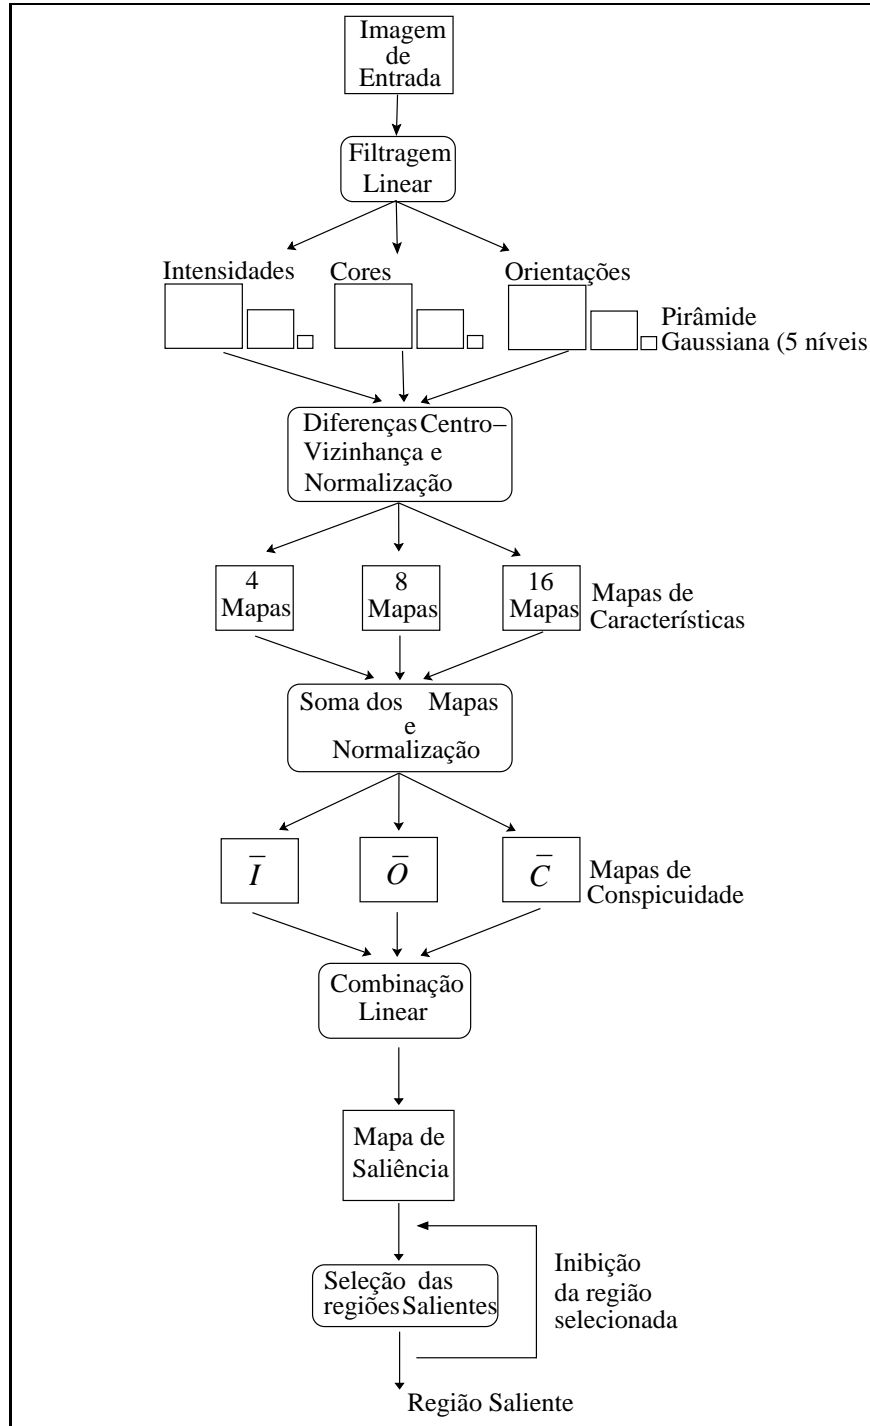 Imagem
de
Entrada
Filtragem
Linear
Intensidades
Cores
Orientações
Pirâmide
Gaussiana (5 níveis
Diferenças Centro–
Vizinhança e
Normalização
4
Mapas
8
Mapas
16
Mapas
Mapas de
Características
Soma dos Mapas
e
Normalização
I̅
O̅
C̅
Mapas de
Conspicuidade
Combinação
Linear
Mapa de
Saliência
Seleção das
regiões Salientes
Inibição
da região
selecionada
Região Saliente